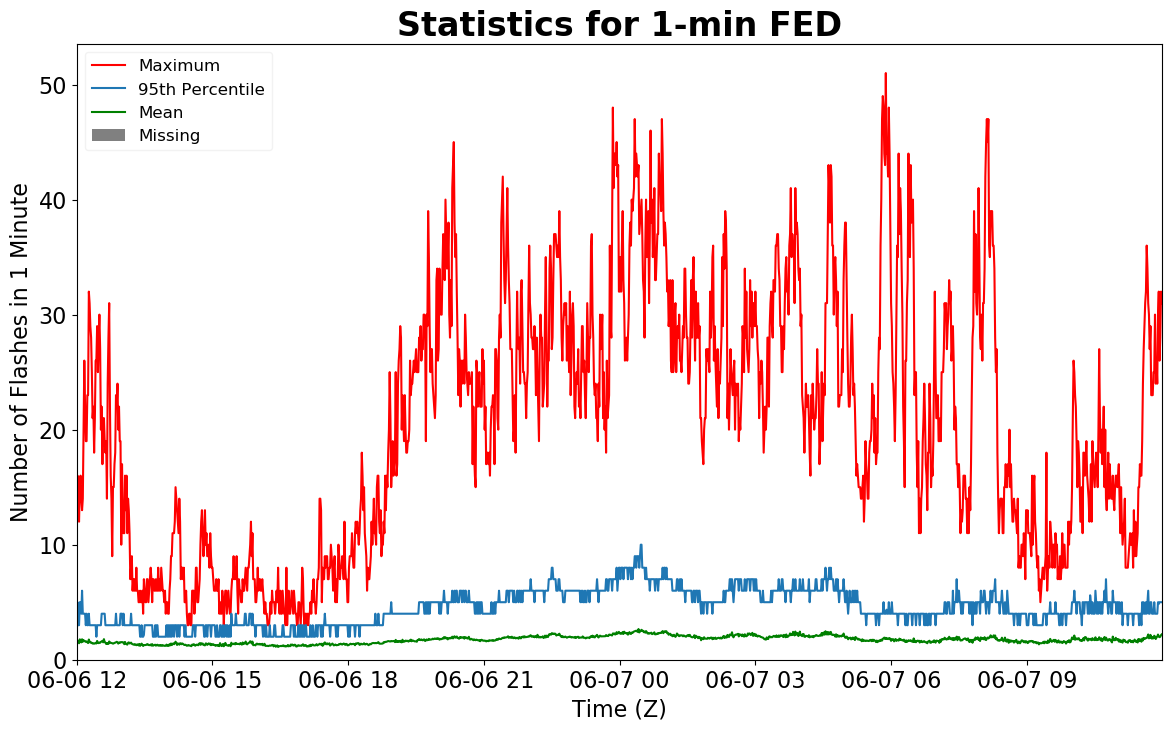 Statistics for 1-min FED
Maximum
95th Percentile
Mean
Missing
Number of Flashes in 1 Minute
50
40
30
20
10
0
06-06 12
06-06 15
06-06 18
06-06 21
06-07 00
06-07 03
06-07 06
06-07 09
Time (Z)